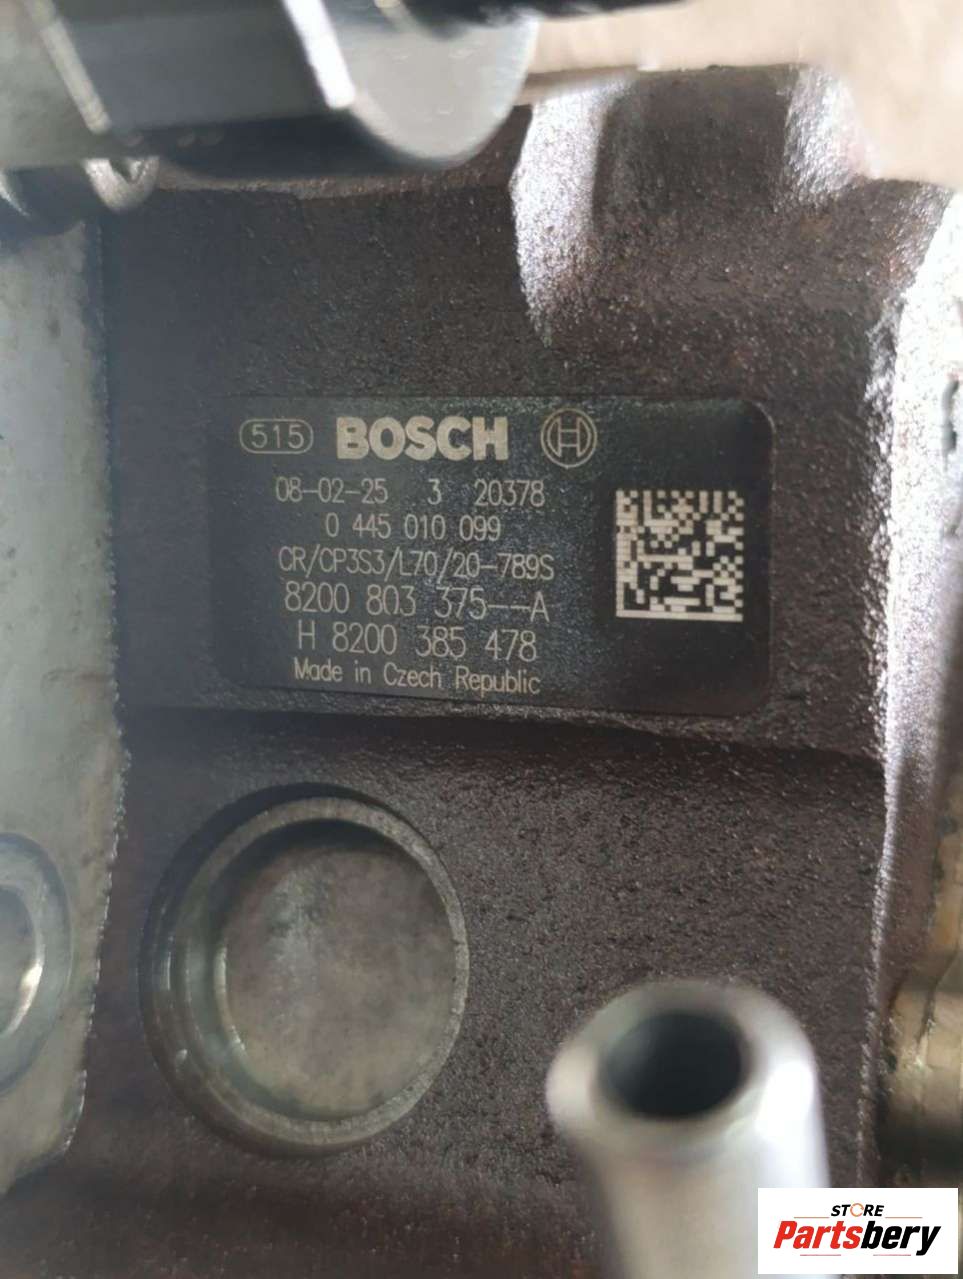 515 BOSCH
08-02-25 3 20378
0 445 010 099
CR/CP3S3/L70/20-789S
8200 803 375--A
H 8200 385 478
Made in Czech Republic
STORE
Partsbery